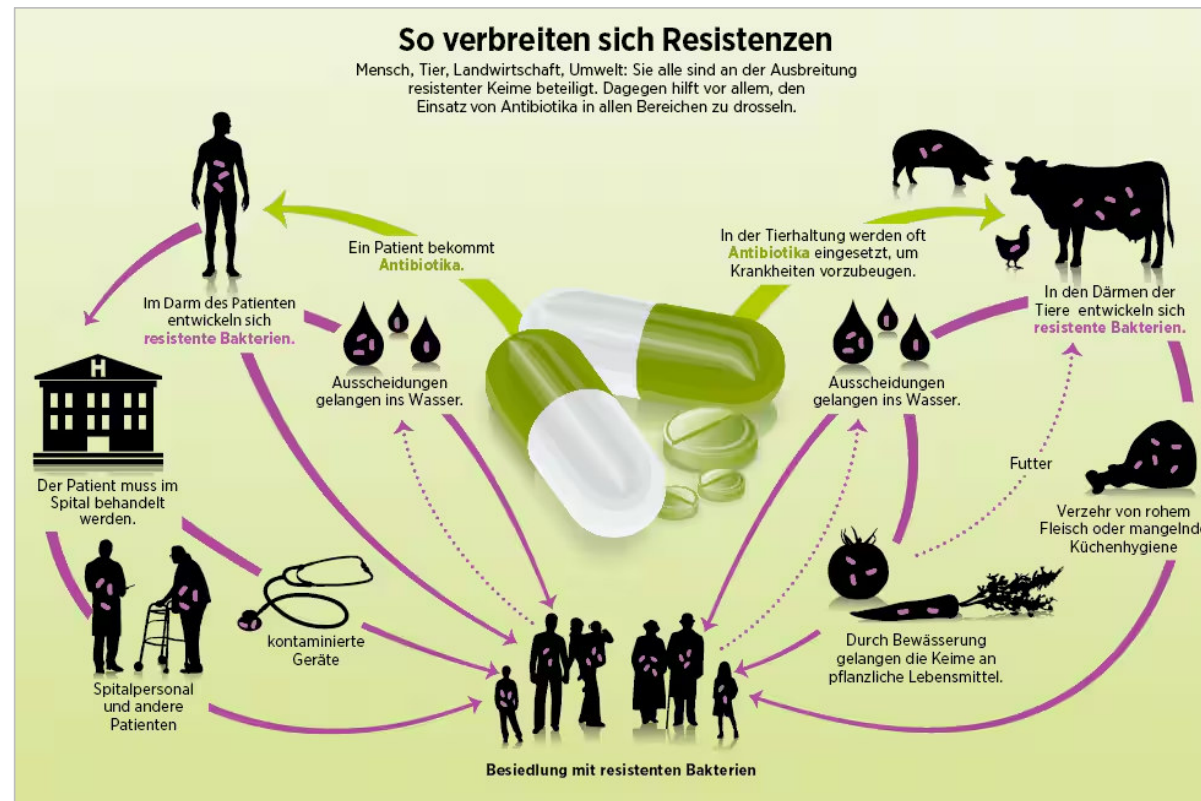 So verbreiten sich Resistenzen
Mensch, Tier, Landwirtschaft, Umwelt: Sie alle sind an der Ausbreitung
resistenter Keime beteiligt. Dagegen hilft vor allem, den
Einsatz von Antibiotika in allen Bereichen zu drosseln.
Ein Patient bekommt
Antibiotika.
In der Tierhaltung werden oft
Antibiotika eingesetzt, um
Krankheiten vorzubeugen.
Im Darm des Patienten
entwickeln sich
resistente Bakterien.
In den Därmen der
Tiere entwickeln sich
resistente Bakterien.
H
Ausscheidungen
gelangen ins Wasser.
Ausscheidungen
gelangen ins Wasser.
Der Patient muss im
Spital behandelt
werden.
Futter
Verzehr von rohem
Fleisch oder mangelnde
Küchenhygiene
kontaminierte
Geräte
Durch Bewässerung
gelangen die Keime an
pflanzliche Lebensmittel.
Spitalpersonal
und andere
Patienten
Besiedlung mit resistenten Bakterien